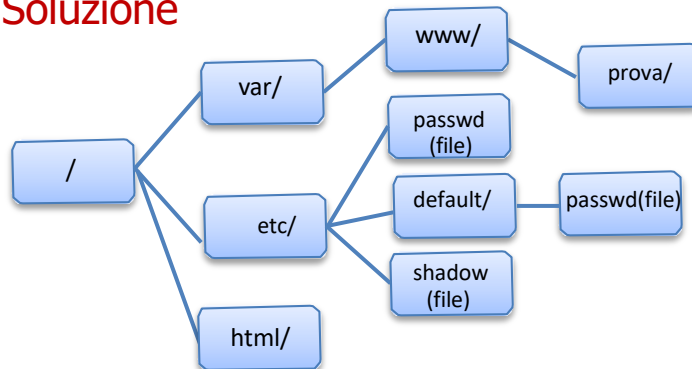 Soluzione
www/
var/
prova/
passwd
(file)
/
default/
passwd(file)
etc/
shadow
(file)
html/